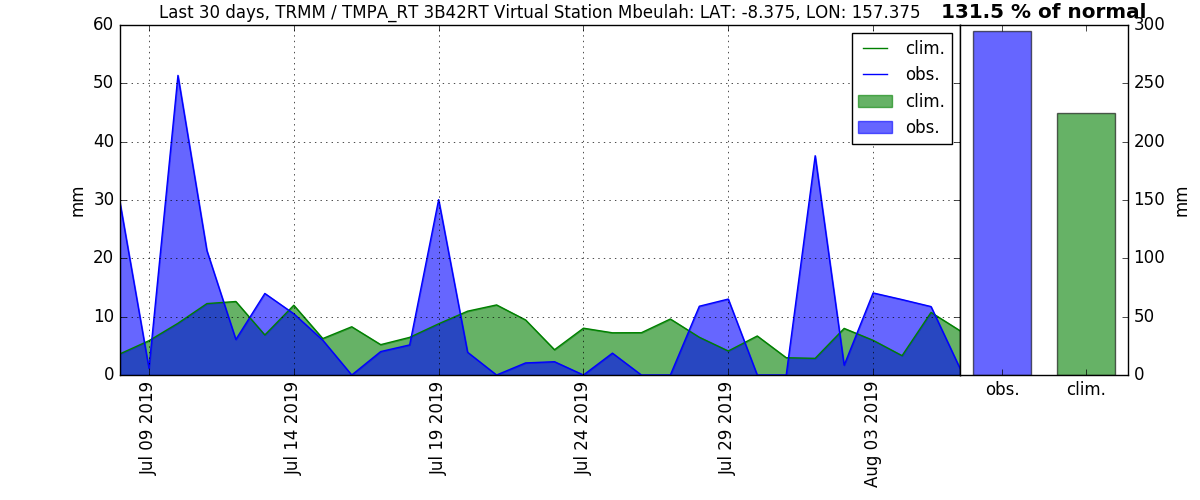 Last 30 days, TRMM / TMPA_RT 3B42RT Virtual Station Mbeulah: LAT: -8.375, LON: 157.375
131.5 % of normal
60
50
40
30
20
10
0
mm
clim.
obs.
clim.
obs.
300
250
200
150
100
50
0
mm
Jul 09 2019
Jul 14 2019
Jul 19 2019
Jul 24 2019
Jul 29 2019
Aug 03 2019
obs.
clim.